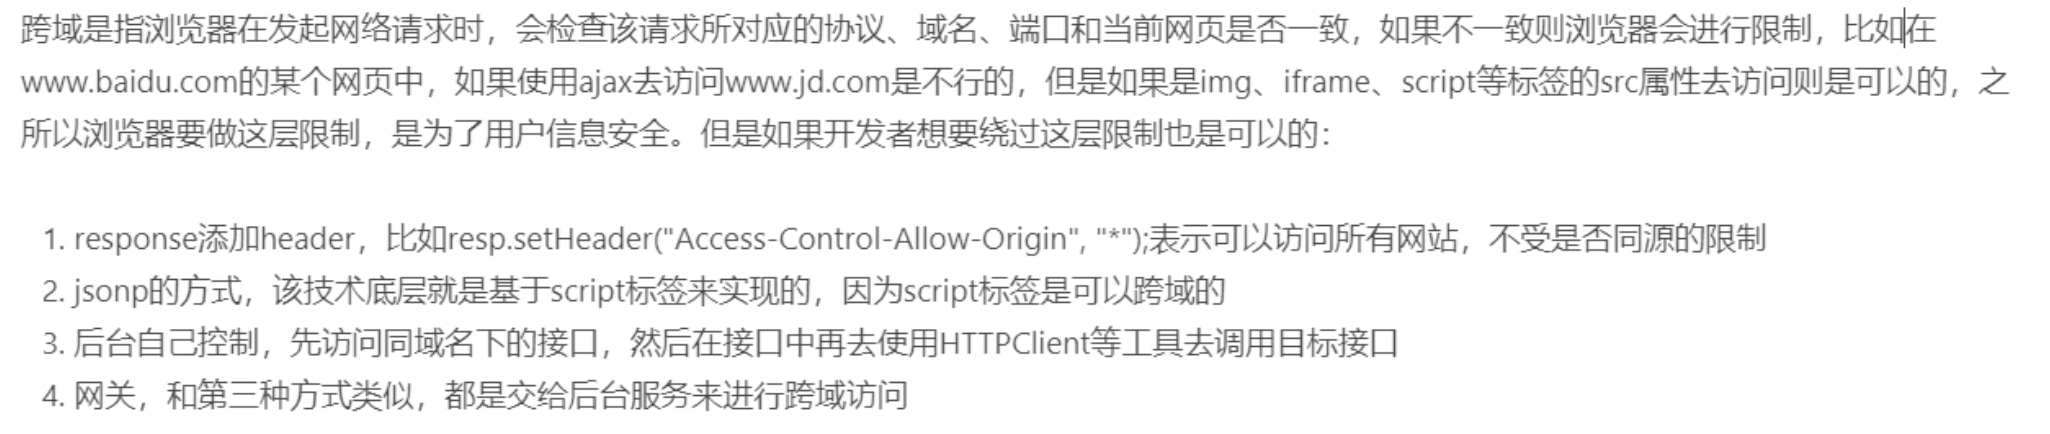 跨域是指浏览器在发起网络请求时，会检查该请求所对应的协议、域名、端口和当前网页是否一致，如果不一致则浏览器会进行限制，比如在
www.baidu.com的某个网页中，如果使用ajax去访问www.jd.com是不行的，但是如果是img、iframe、script等标签的src属性去访问则是可以的，之
所以浏览器要做这层限制，是为了用户信息安全。但是如果开发者想要绕过这层限制也是可以的：
1. response添加header，比如resp.setHeader("Access-Control-Allow-Origin", "*");表示可以访问所有网站，不受是否同源的限制
2. jsonp的方式，该技术底层就是基于script标签来实现的，因为script标签是可以跨域的
3. 后台自己控制，先访问同域名下的接口，然后在接口中再去使用HTTPClient等工具去调用目标接口
4. 网关，和第三种方式类似，都是交给后台服务来进行跨域访问